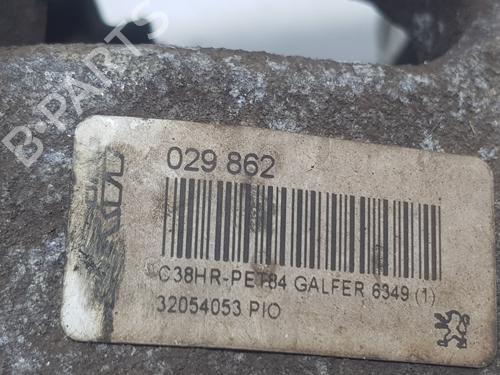 B-PARTS
029 862
C38HR-PET84 GALFER 6349 (1)
32054053 PIO